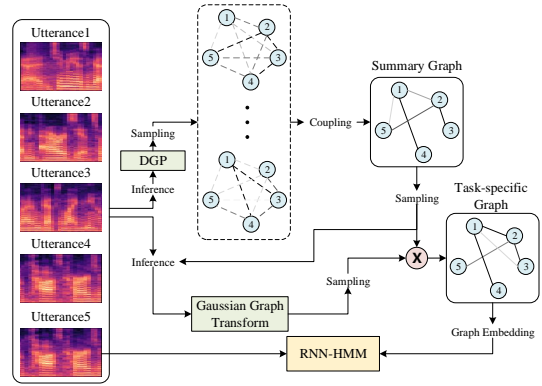 Utterance1
Utterance2
Utterance3
Utterance4
Utterance5
Sampling
DGP
Inference
Inference
1
2
5
3
4
1
2
5
3
4
Coupling
Summary Graph
1
2
5
3
4
Sampling
Task-specific
Graph
1
2
5
3
4
X
Sampling
Gaussian Graph
Transform
RNN-HMM
Graph Embedding